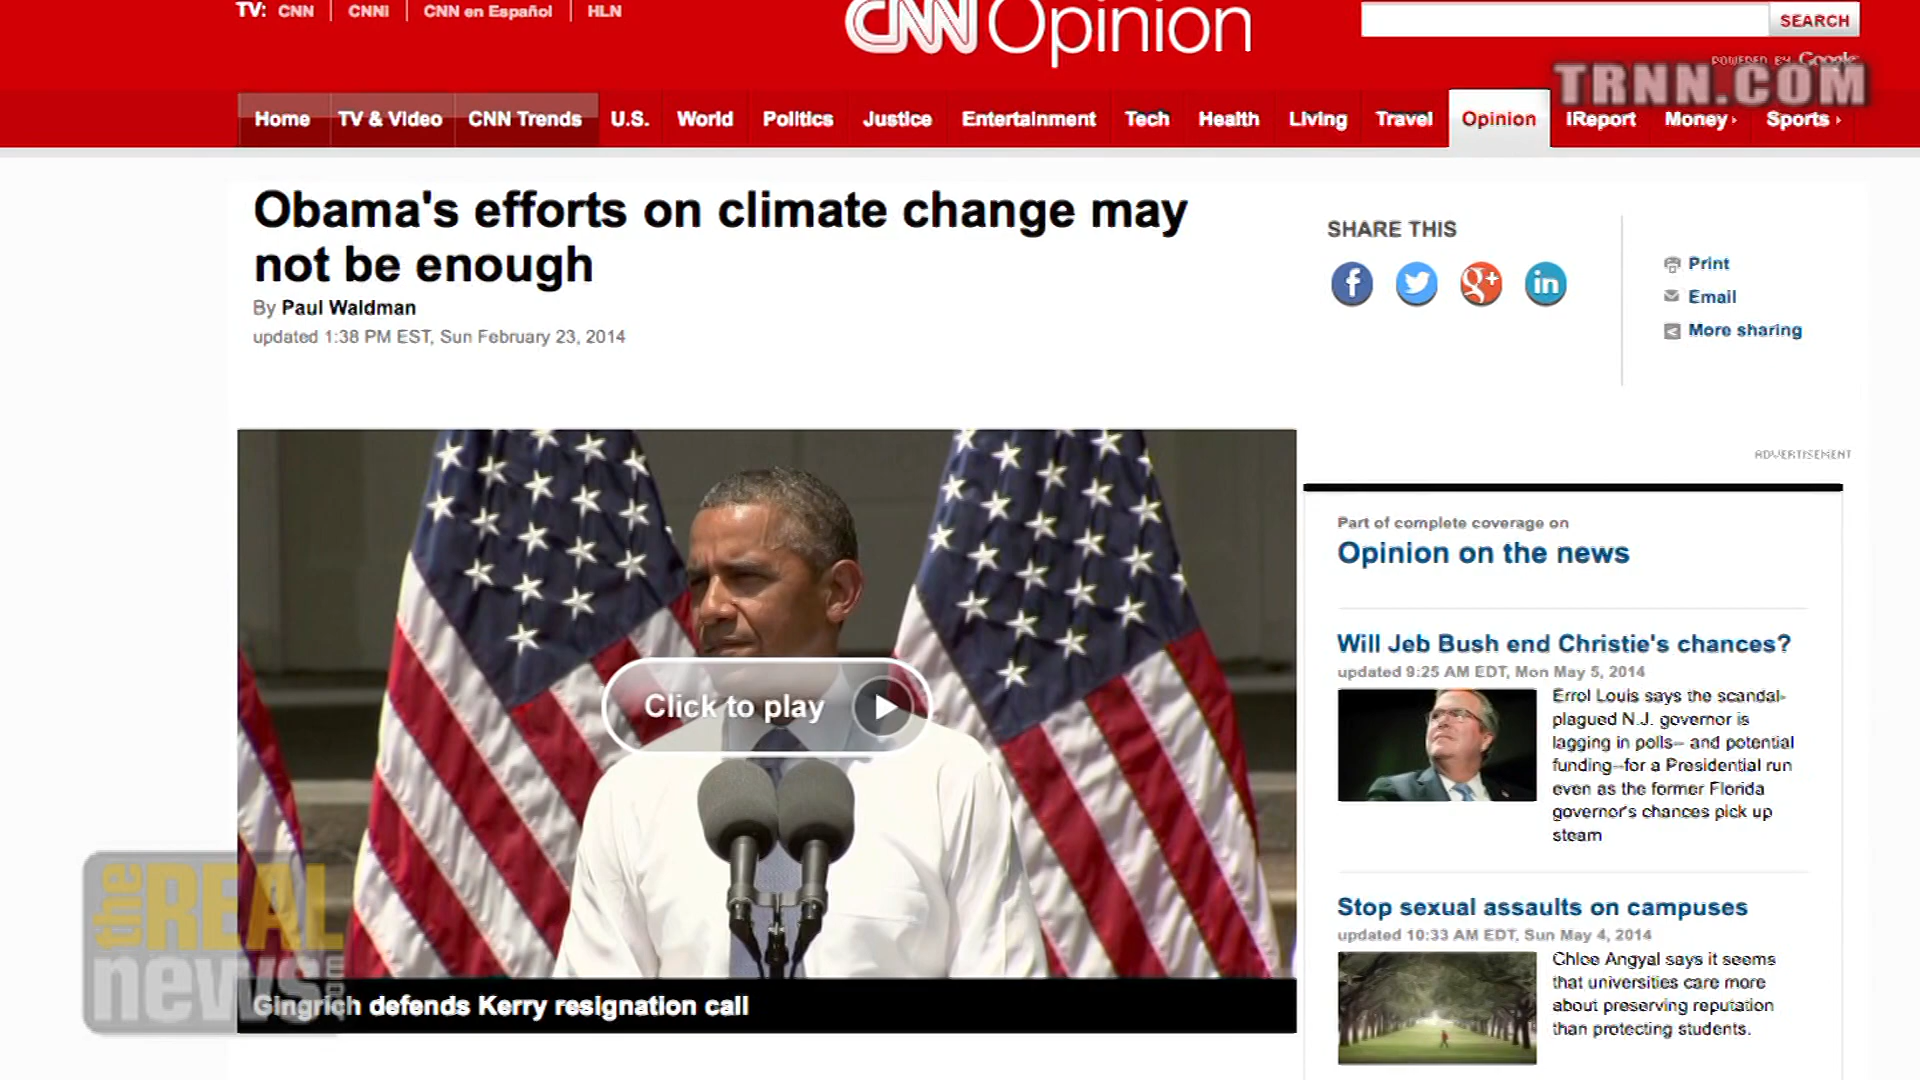 TV: CNN CNNI CNN en Español HLN
CNN Opinion
SEARCH
POWERED BY Google
TRNN.COM
Home TV & Video CNN Trends U.S. World Politics Justice Entertainment Tech Health Living Travel Opinion iReport Money Sports
Obama's efforts on climate change may
not be enough
By Paul Waldman
updated 1:38 PM EST, Sun February 23, 2014
SHARE THIS
Print
Email
More sharing
Click to play
Gingrich defends Kerry resignation call
the REAL
news.com
ADVERTISEMENT
Part of complete coverage on
Opinion on the news
Will Jeb Bush end Christie's chances?
updated 9:25 AM EDT, Mon May 5, 2014
Errol Louis says the scandal-
plagued N.J. governor is
lagging in polls-- and potential
funding--for a Presidential run
even as the former Florida
governor's chances pick up
steam
Stop sexual assaults on campuses
updated 10:33 AM EDT, Sun May 4, 2014
Chloe Angyal says it seems
that universities care more
about preserving reputation
than protecting students.